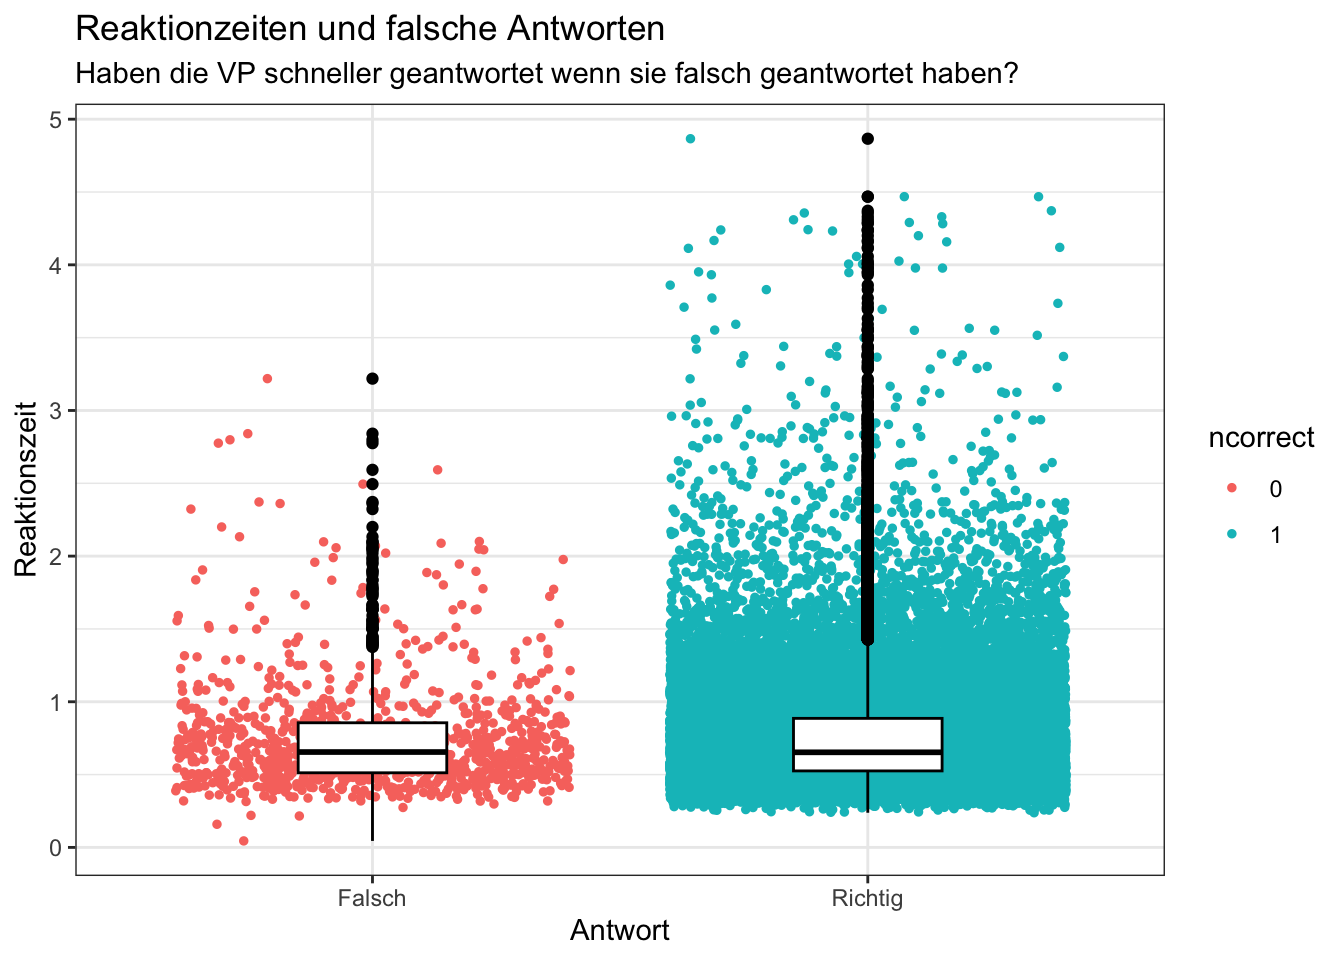 Reaktionzeiten und falsche Antworten
Haben die VP schneller geantwortet wenn sie falsch geantwortet haben?
5
4
3
2
1
0
Reaktionszeit
Falsch
Richtig
Antwort
ncorrect
0
1